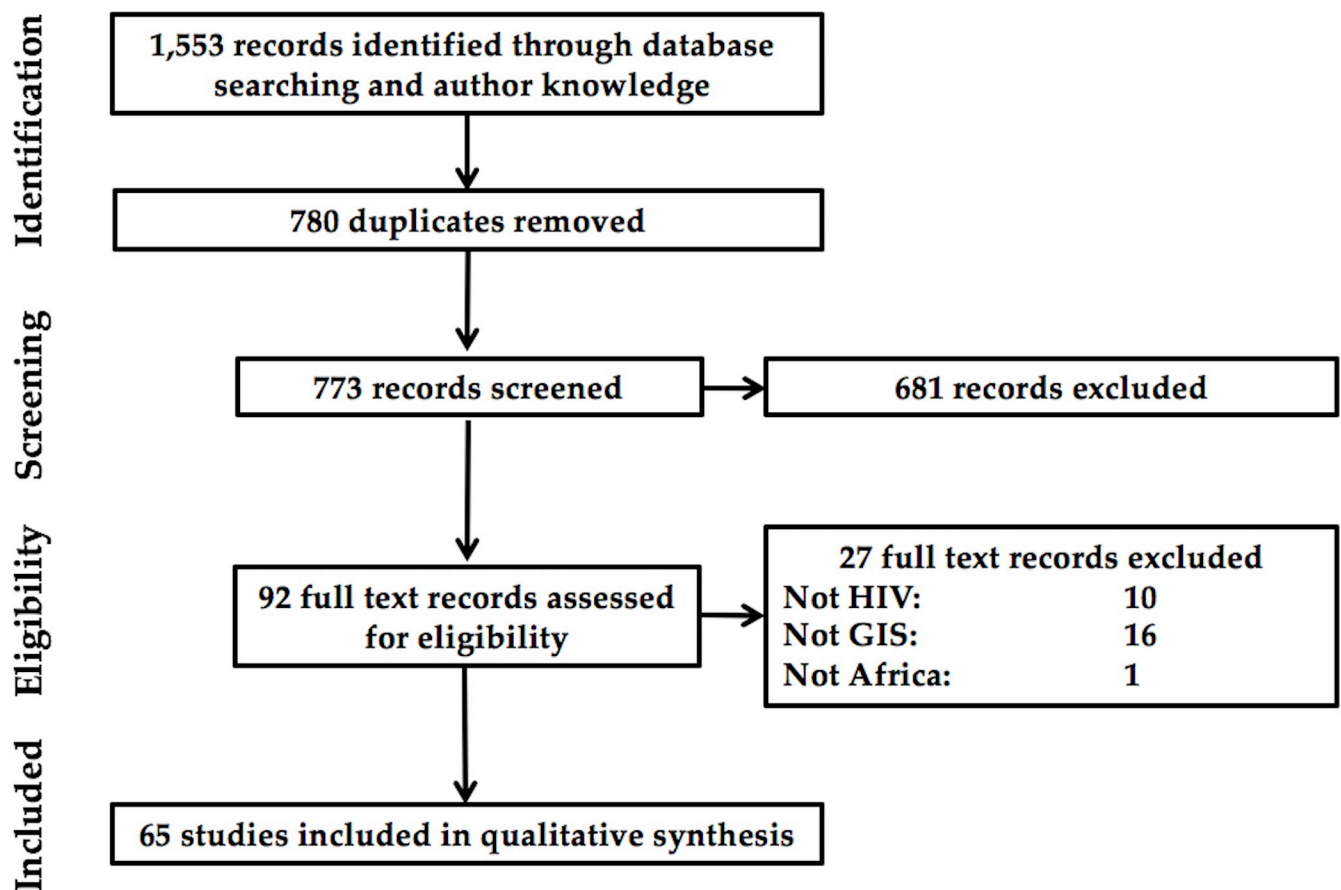 Identification
1,553 records identified through database
searching and author knowledge
780 duplicates removed
Screening
773 records screened
681 records excluded
Eligibility
92 full text records assessed
for eligibility
27 full text records excluded
Not HIV: 10
Not GIS: 16
Not Africa: 1
Included
65 studies included in qualitative synthesis